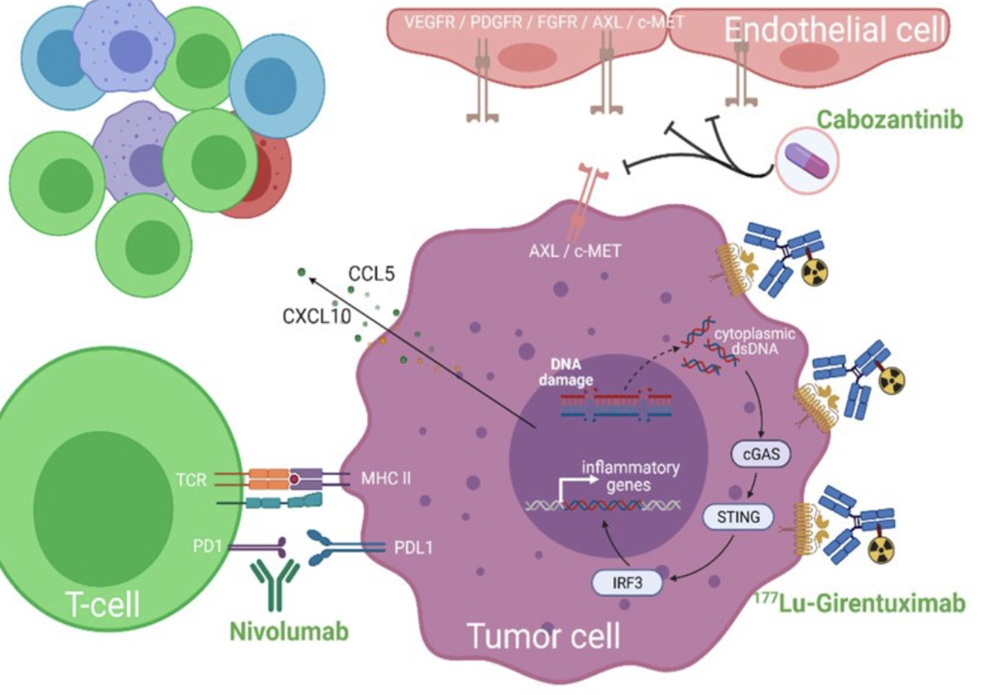 VEGFR / PDGFR / FGFR / AXL / c-MET
Endothelial cell
Cabozantinib
AXL / c-MET
CCL5
CXCL10
cytoplasmic
dsDNA
DNA
damage
cGAS
inflammatory
genes
TCR
MHC II
STING
PD1
PDL1
IRF3
T-cell
Nivolumab
Tumor cell
¹⁷⁷Lu-Girentuximab